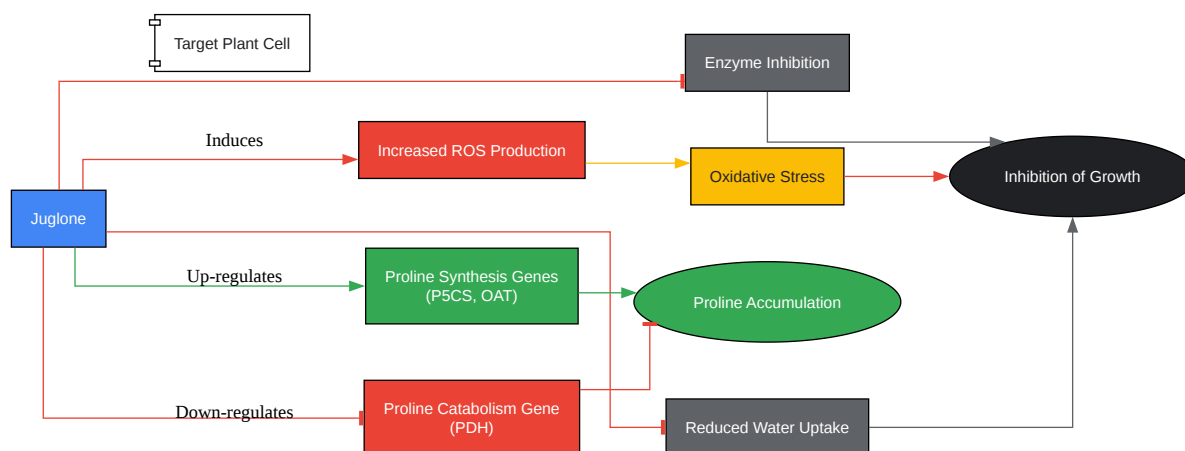 Target Plant Cell
Enzyme Inhibition
Induces
Increased ROS Production
Oxidative Stress
Inhibition of Growth
Juglone
Up-regulates
Proline Synthesis Genes
(P5CS, OAT)
Proline Accumulation
Down-regulates
Proline Catabolism Gene
(PDH)
Reduced Water Uptake